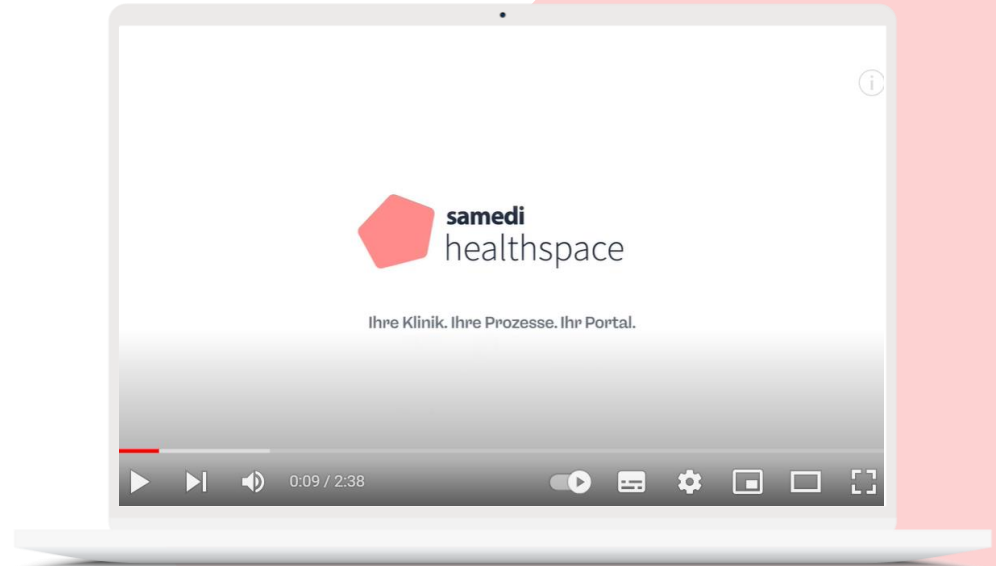 samedi
healthspace
Ihre Klinik. Ihre Prozesse. Ihr Portal.
0:09 / 2:38